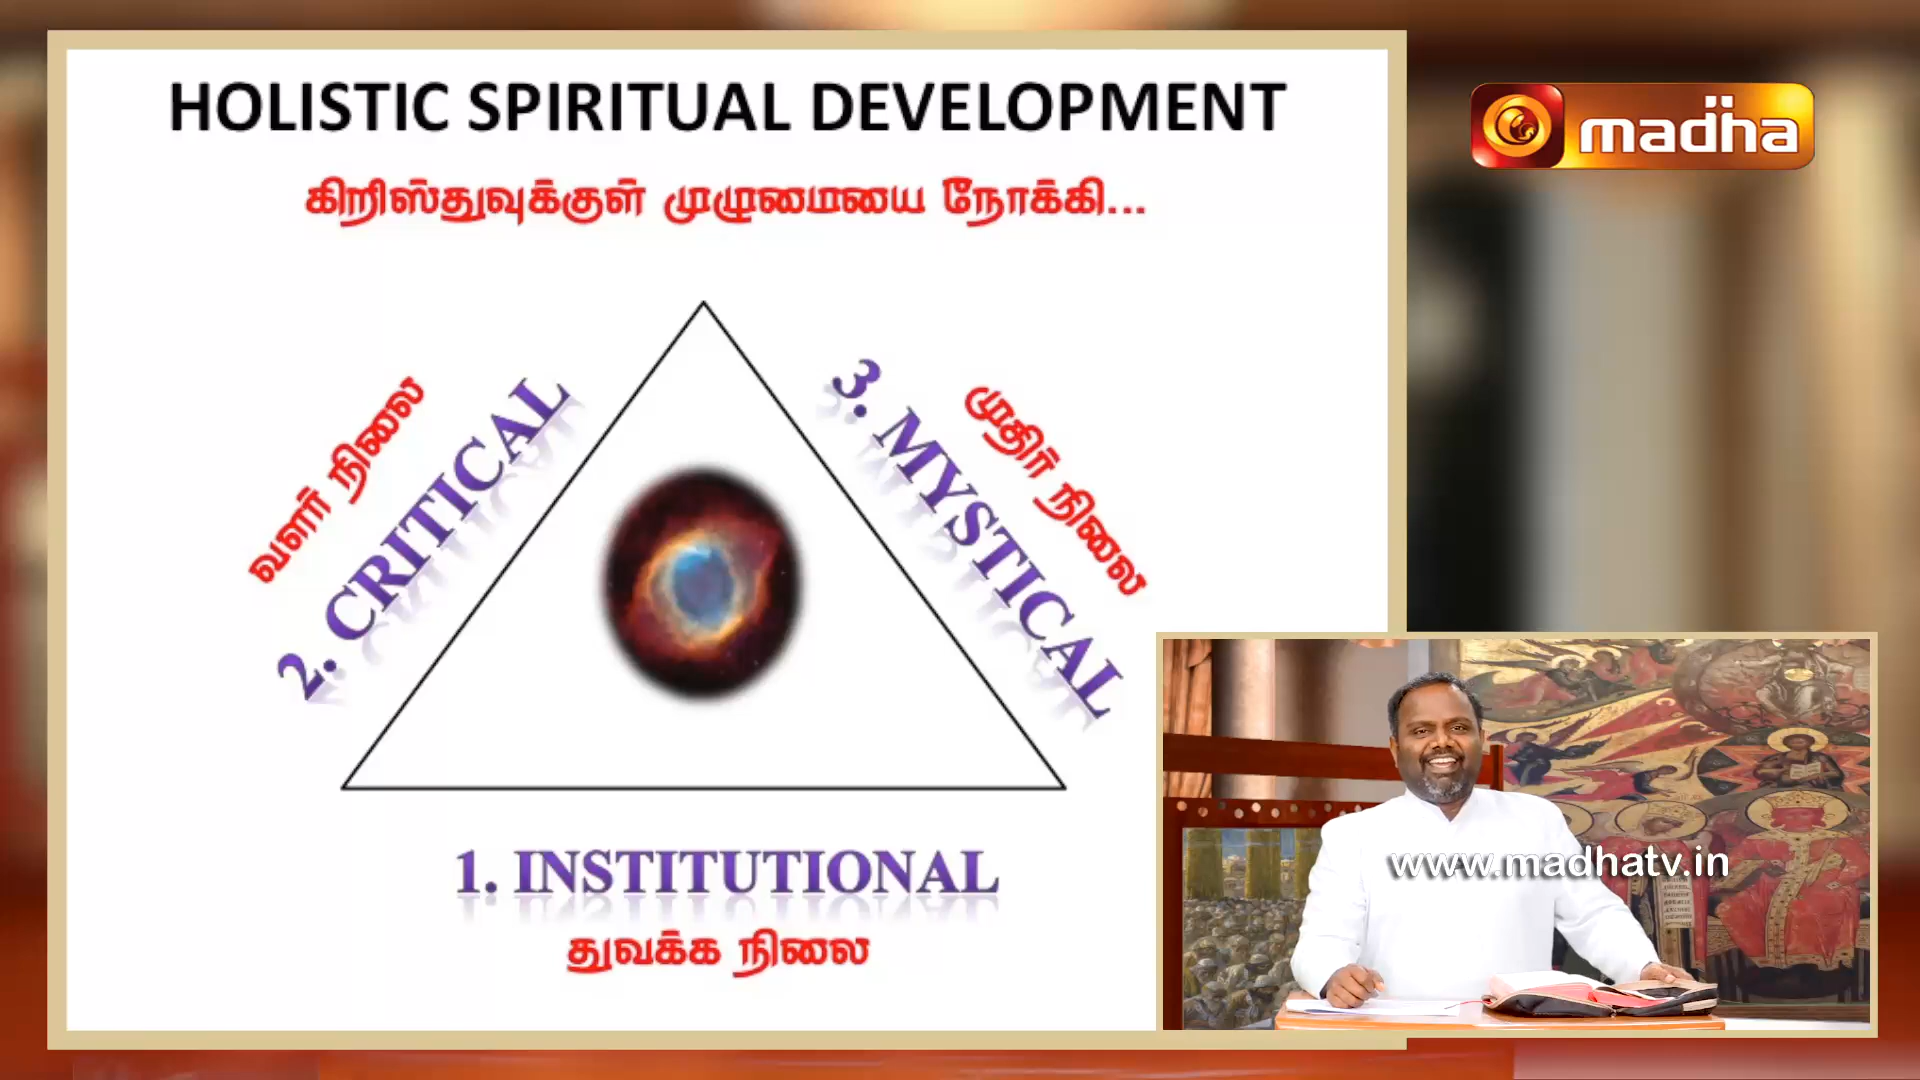 HOLISTIC SPIRITUAL DEVELOPMENT
கிறிஸ்துவுக்குள் முழுமையை நோக்கி...
madha
வளர் நிலை
2. CRITICAL
3. MYSTICAL
முதிர் நிலை
1. INSTITUTIONAL
துவக்க நிலை
www.madhatv.in